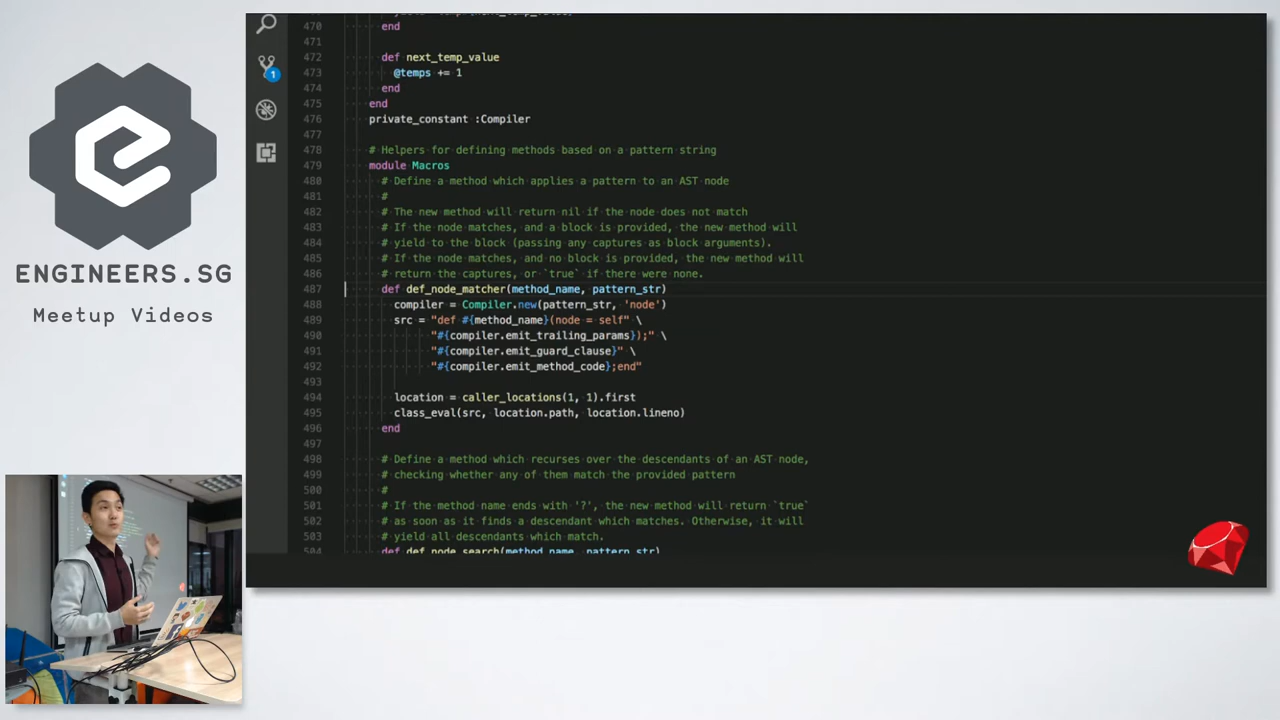 ENGINEERS.SG
Meetup Videos
470 end
471
472 def next_temp_value
473 @temps += 1
474 end
475 end
476 private_constant :Compiler
477
478 # Helpers for defining methods based on a pattern string
479 module Macros
480 # Define a method which applies a pattern to an AST node
481 #
482 # The new method will return nil if the node does not match
483 # If the node matches, and a block is provided, the new method will
484 # yield to the block (passing any captures as block arguments).
485 # If the node matches, and no block is provided, the new method will
486 # return the captures, or `true` if there were none.
487 def def_node_matcher(method_name, pattern_str)
488 compiler = Compiler.new(pattern_str, 'node')
489 src = "def #{method_name}(node = self" \
490 "#{compiler.emit_trailing_params});" \
491 "#{compiler.emit_guard_clause}" \
492 "#{compiler.emit_method_code};end"
493
494 location = caller_locations(1, 1).first
495 class_eval(src, location.path, location.lineno)
496 end
497
498 # Define a method which recurses over the descendants of an AST node,
499 # checking whether any of them match the provided pattern
500 #
501 # If the method name ends with '?', the new method will return `true`
502 # as soon as it finds a descendant which matches. Otherwise, it will
503 # yield all descendants which match.
504 def def_node_search(method_name, pattern_str)
1